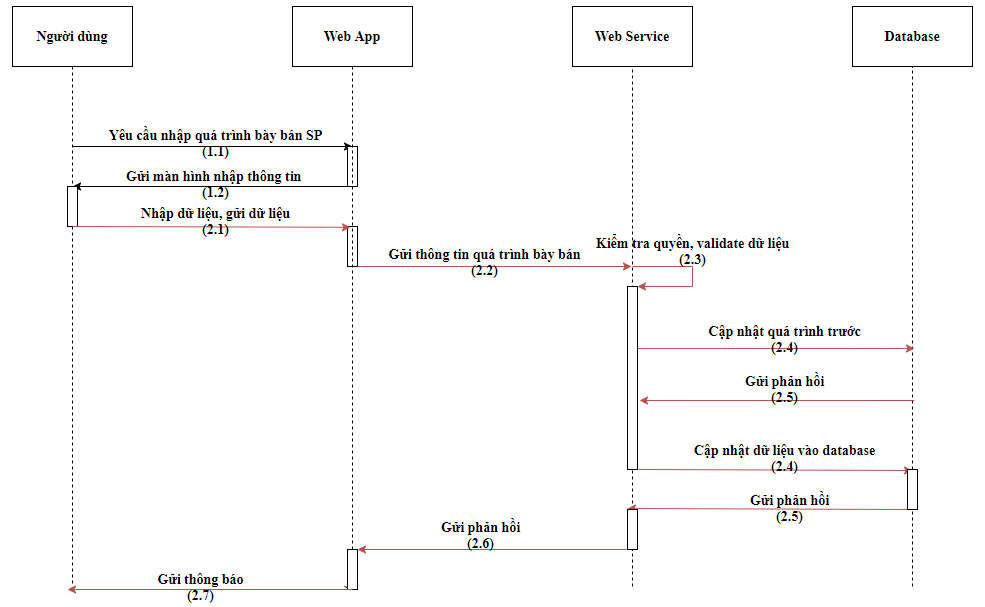 Người dùng
Web App
Web Service
Database
Yêu cầu nhập quá trình bày bán SP
(1.1)
Gửi màn hình nhập thông tin
(1.2)
Nhập dữ liệu, gửi dữ liệu
(2.1)
Gửi thông tin quá trình bày bán
(2.2)
Kiểm tra quyền, validate dữ liệu
(2.3)
Cập nhật quá trình trước
(2.4)
Gửi phản hồi
(2.5)
Cập nhật dữ liệu vào database
(2.4)
Gửi phản hồi
(2.5)
Gửi phản hồi
(2.6)
Gửi thông báo
(2.7)